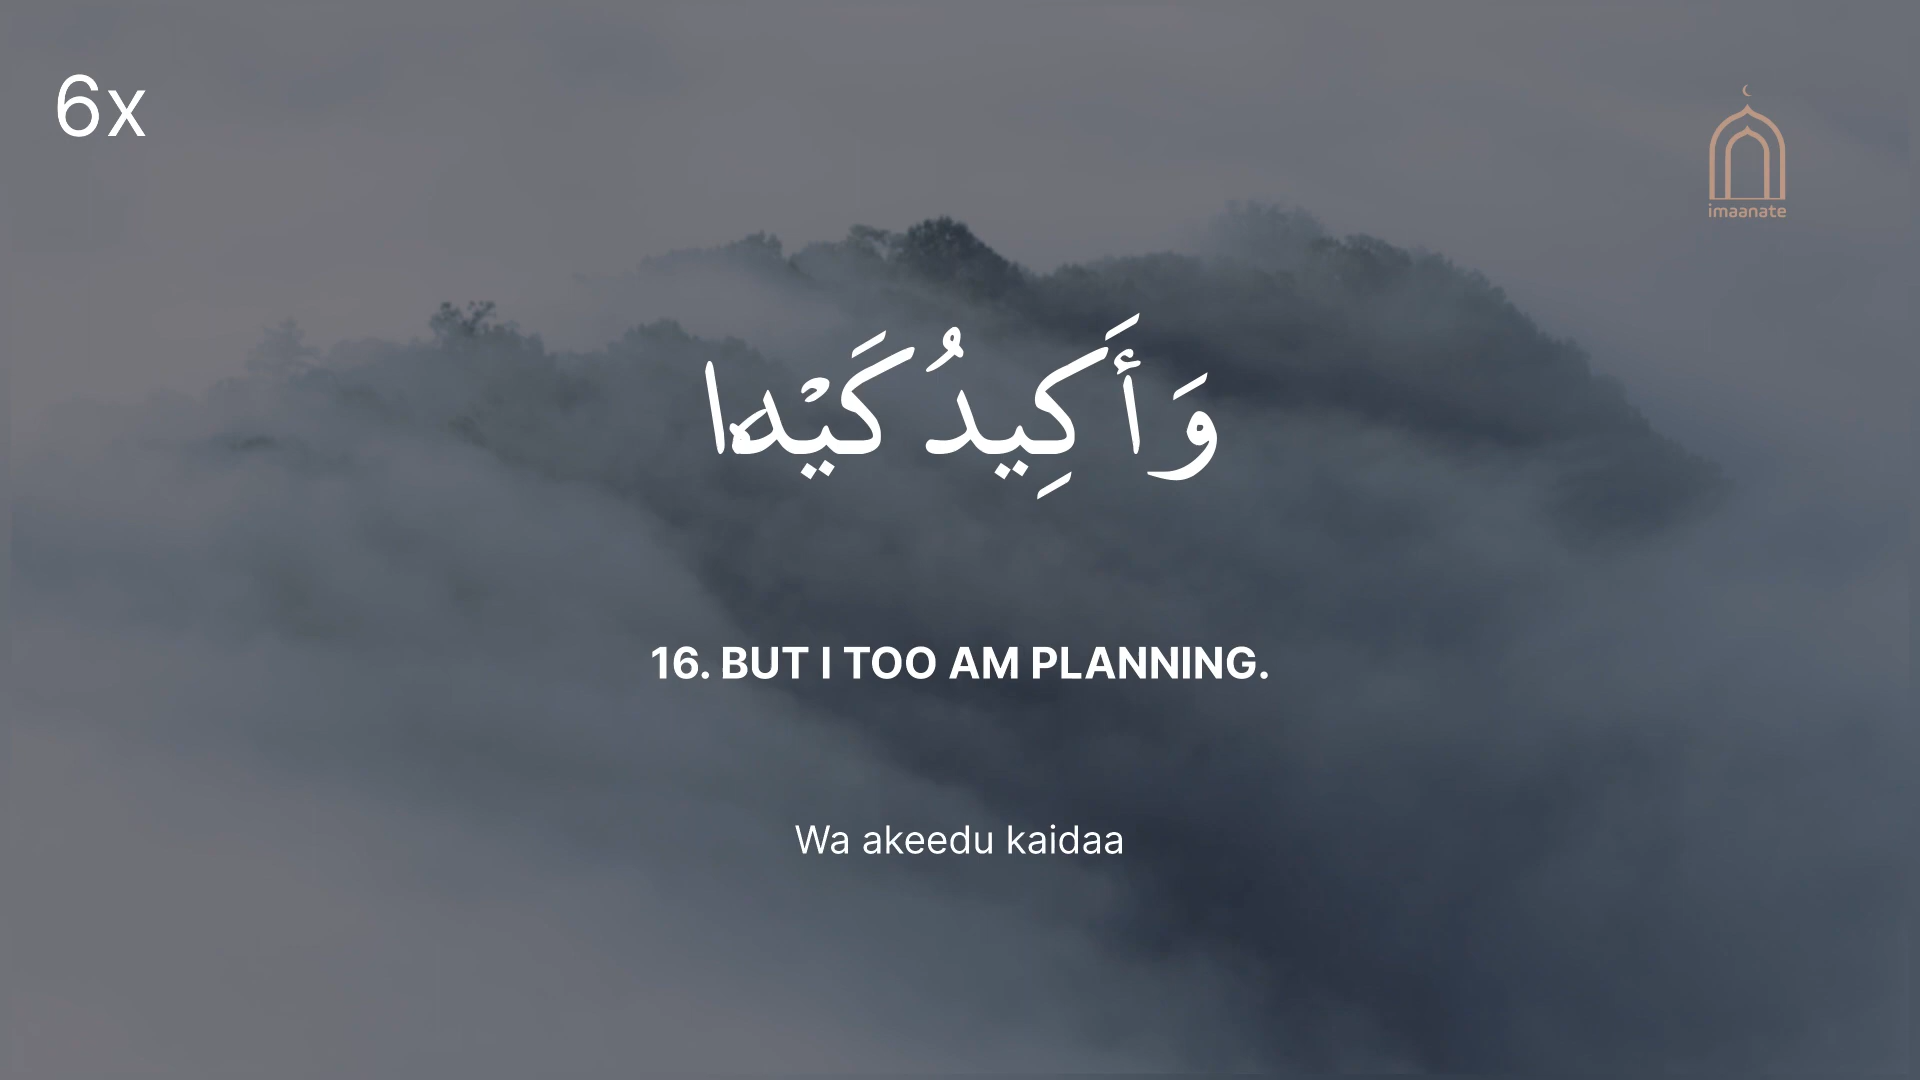 6x
imaanate
وَأَكِيدُ كَيْدࣰا
16. BUT I TOO AM PLANNING.
Wa akeedu kaidaa